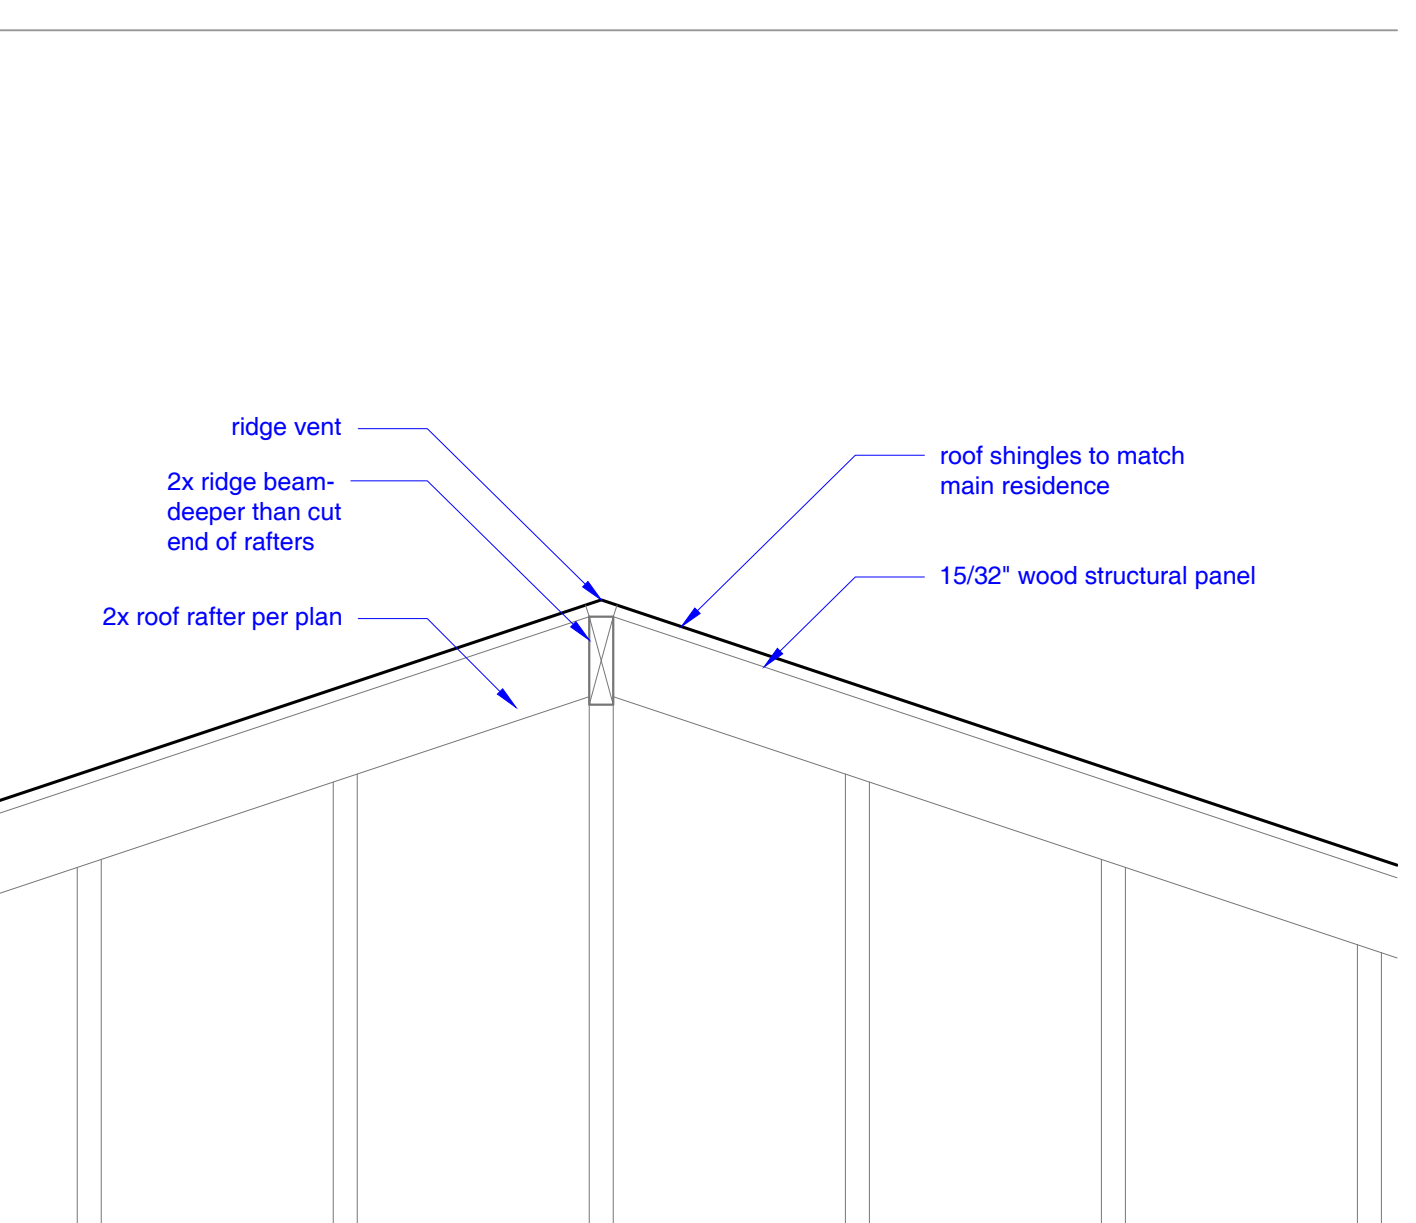 ridge vent
2x ridge beam-
deeper than cut
end of rafters
2x roof rafter per plan
roof shingles to match
main residence
15/32" wood structural panel